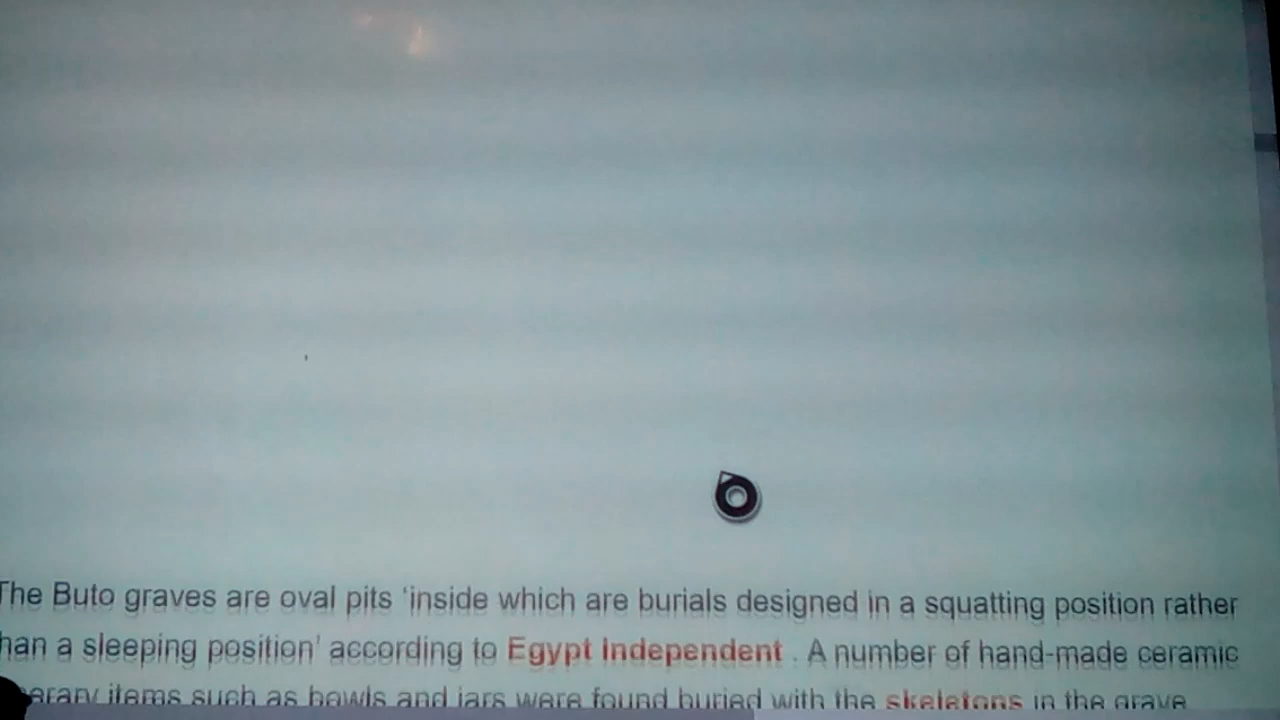 The Buto graves are oval pits 'inside which are burials designed in a squatting position rather
han a sleeping position' according to Egypt Independent . A number of hand-made ceramic
erary items such as bowls and jars were found buried with the skeletons in the grave